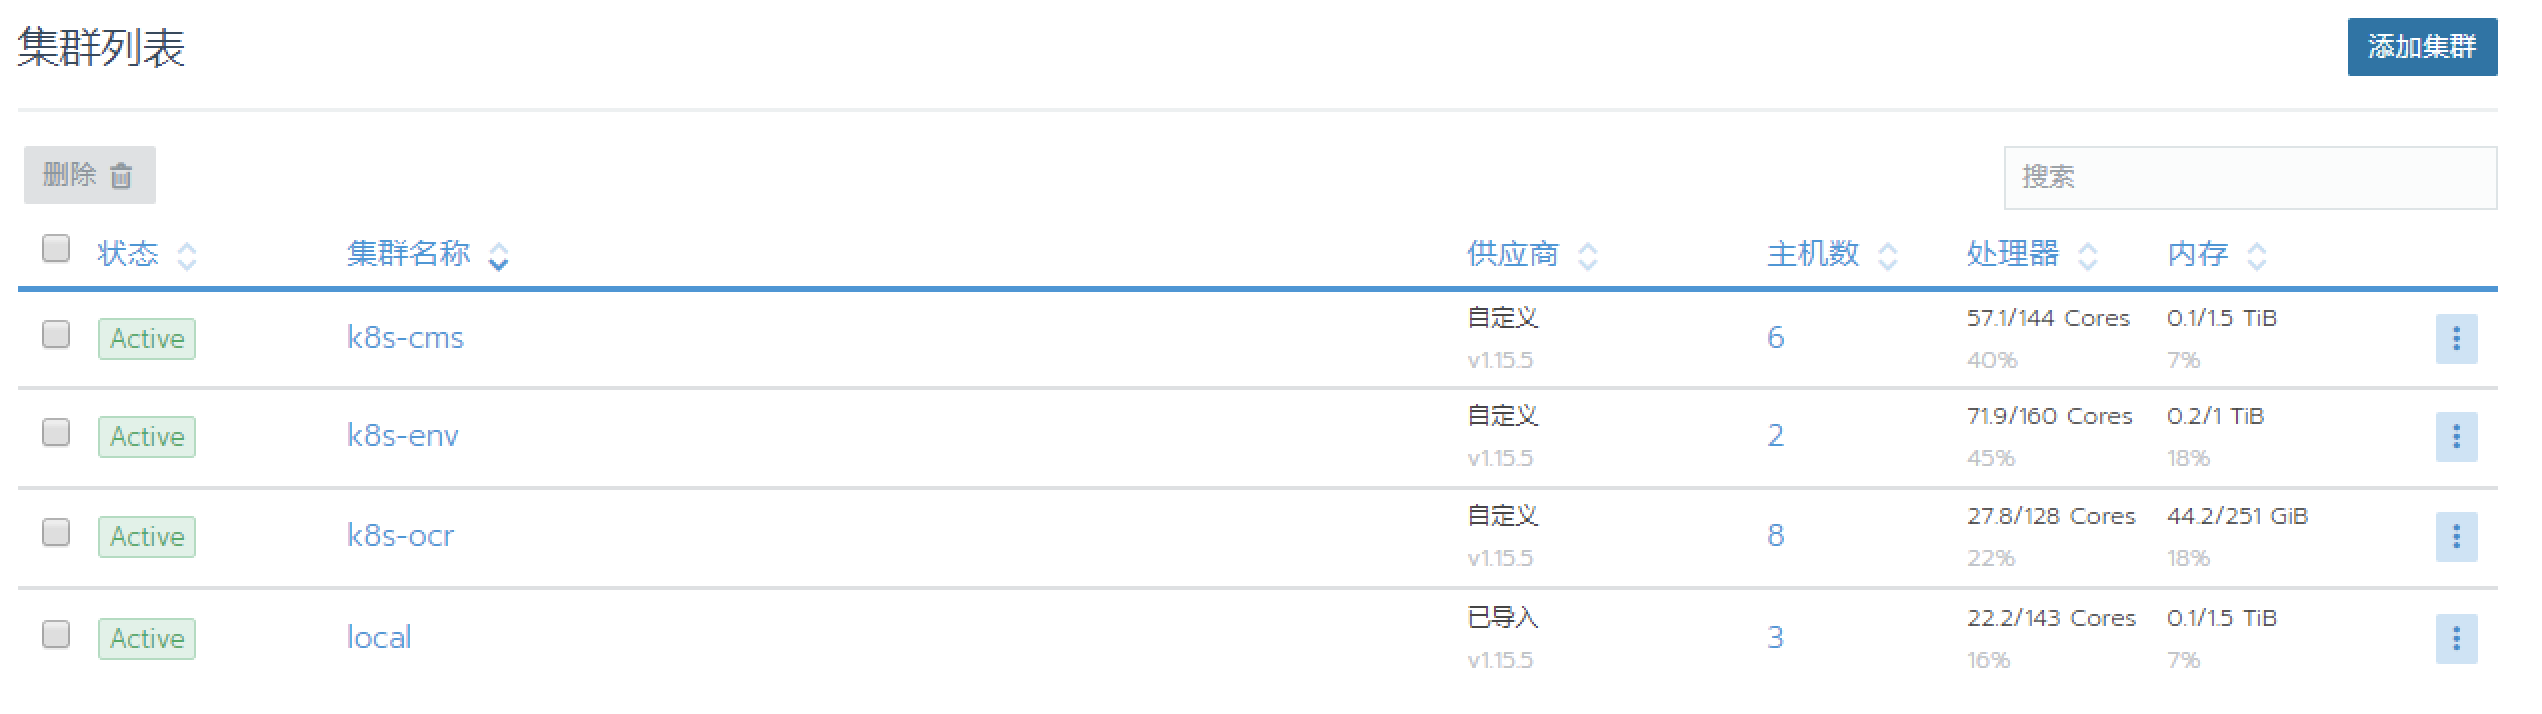 集群列表
添加集群
删除
搜索
状态 集群名称 供应商 主机数 处理器 内存
Active k8s-cms 自定义 6 57.1/144 Cores 0.1/1.5 TiB
v1.15.5 40% 7%
Active k8s-env 自定义 2 71.9/160 Cores 0.2/1 TiB
v1.15.5 45% 18%
Active k8s-ocr 自定义 8 27.8/128 Cores 44.2/251 GiB
v1.15.5 22% 18%
Active local 已导入 3 22.2/143 Cores 0.1/1.5 TiB
v1.15.5 16% 7%